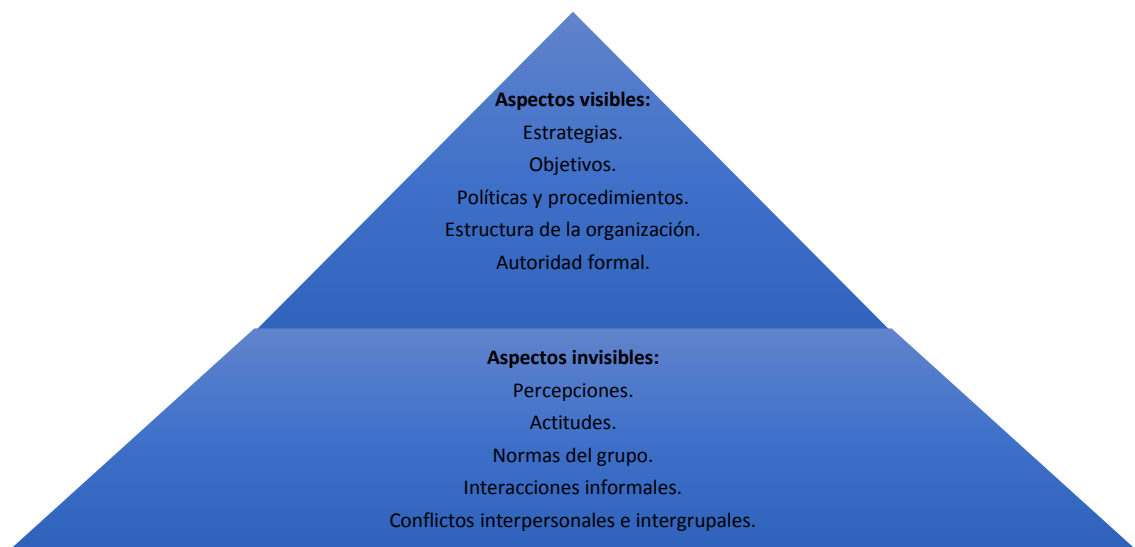 Aspectos visibles:
Estrategias.
Objetivos.
Políticas y procedimientos.
Estructura de la organización.
Autoridad formal.
Aspectos invisibles:
Percepciones.
Actitudes.
Normas del grupo.
Interacciones informales.
Conflictos interpersonales e intergrupales.